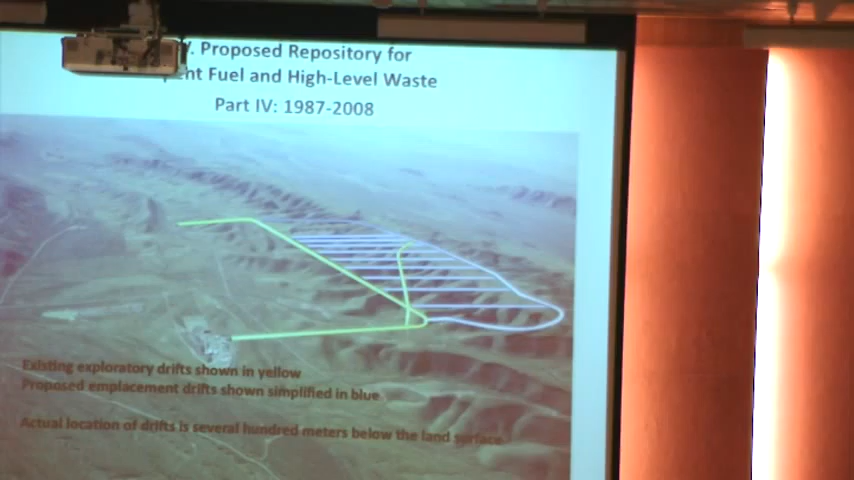 . Proposed Repository for
nt Fuel and High-Level Waste
Part IV: 1987-2008
Existing exploratory drifts shown in yellow
Proposed emplacement drifts shown simplified in blue
Actual location of drifts is several hundred meters below the land surface